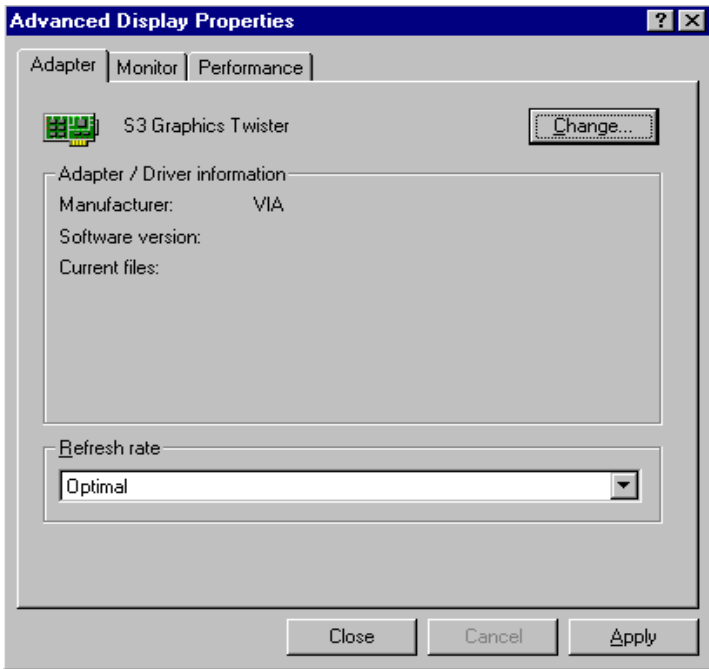 Advanced Display Properties ? X
Adapter Monitor Performance
S3 Graphics Twister Change...
Adapter / Driver information
Manufacturer: VIA
Software version:
Current files:
Refresh rate
Optimal
Close Cancel Apply